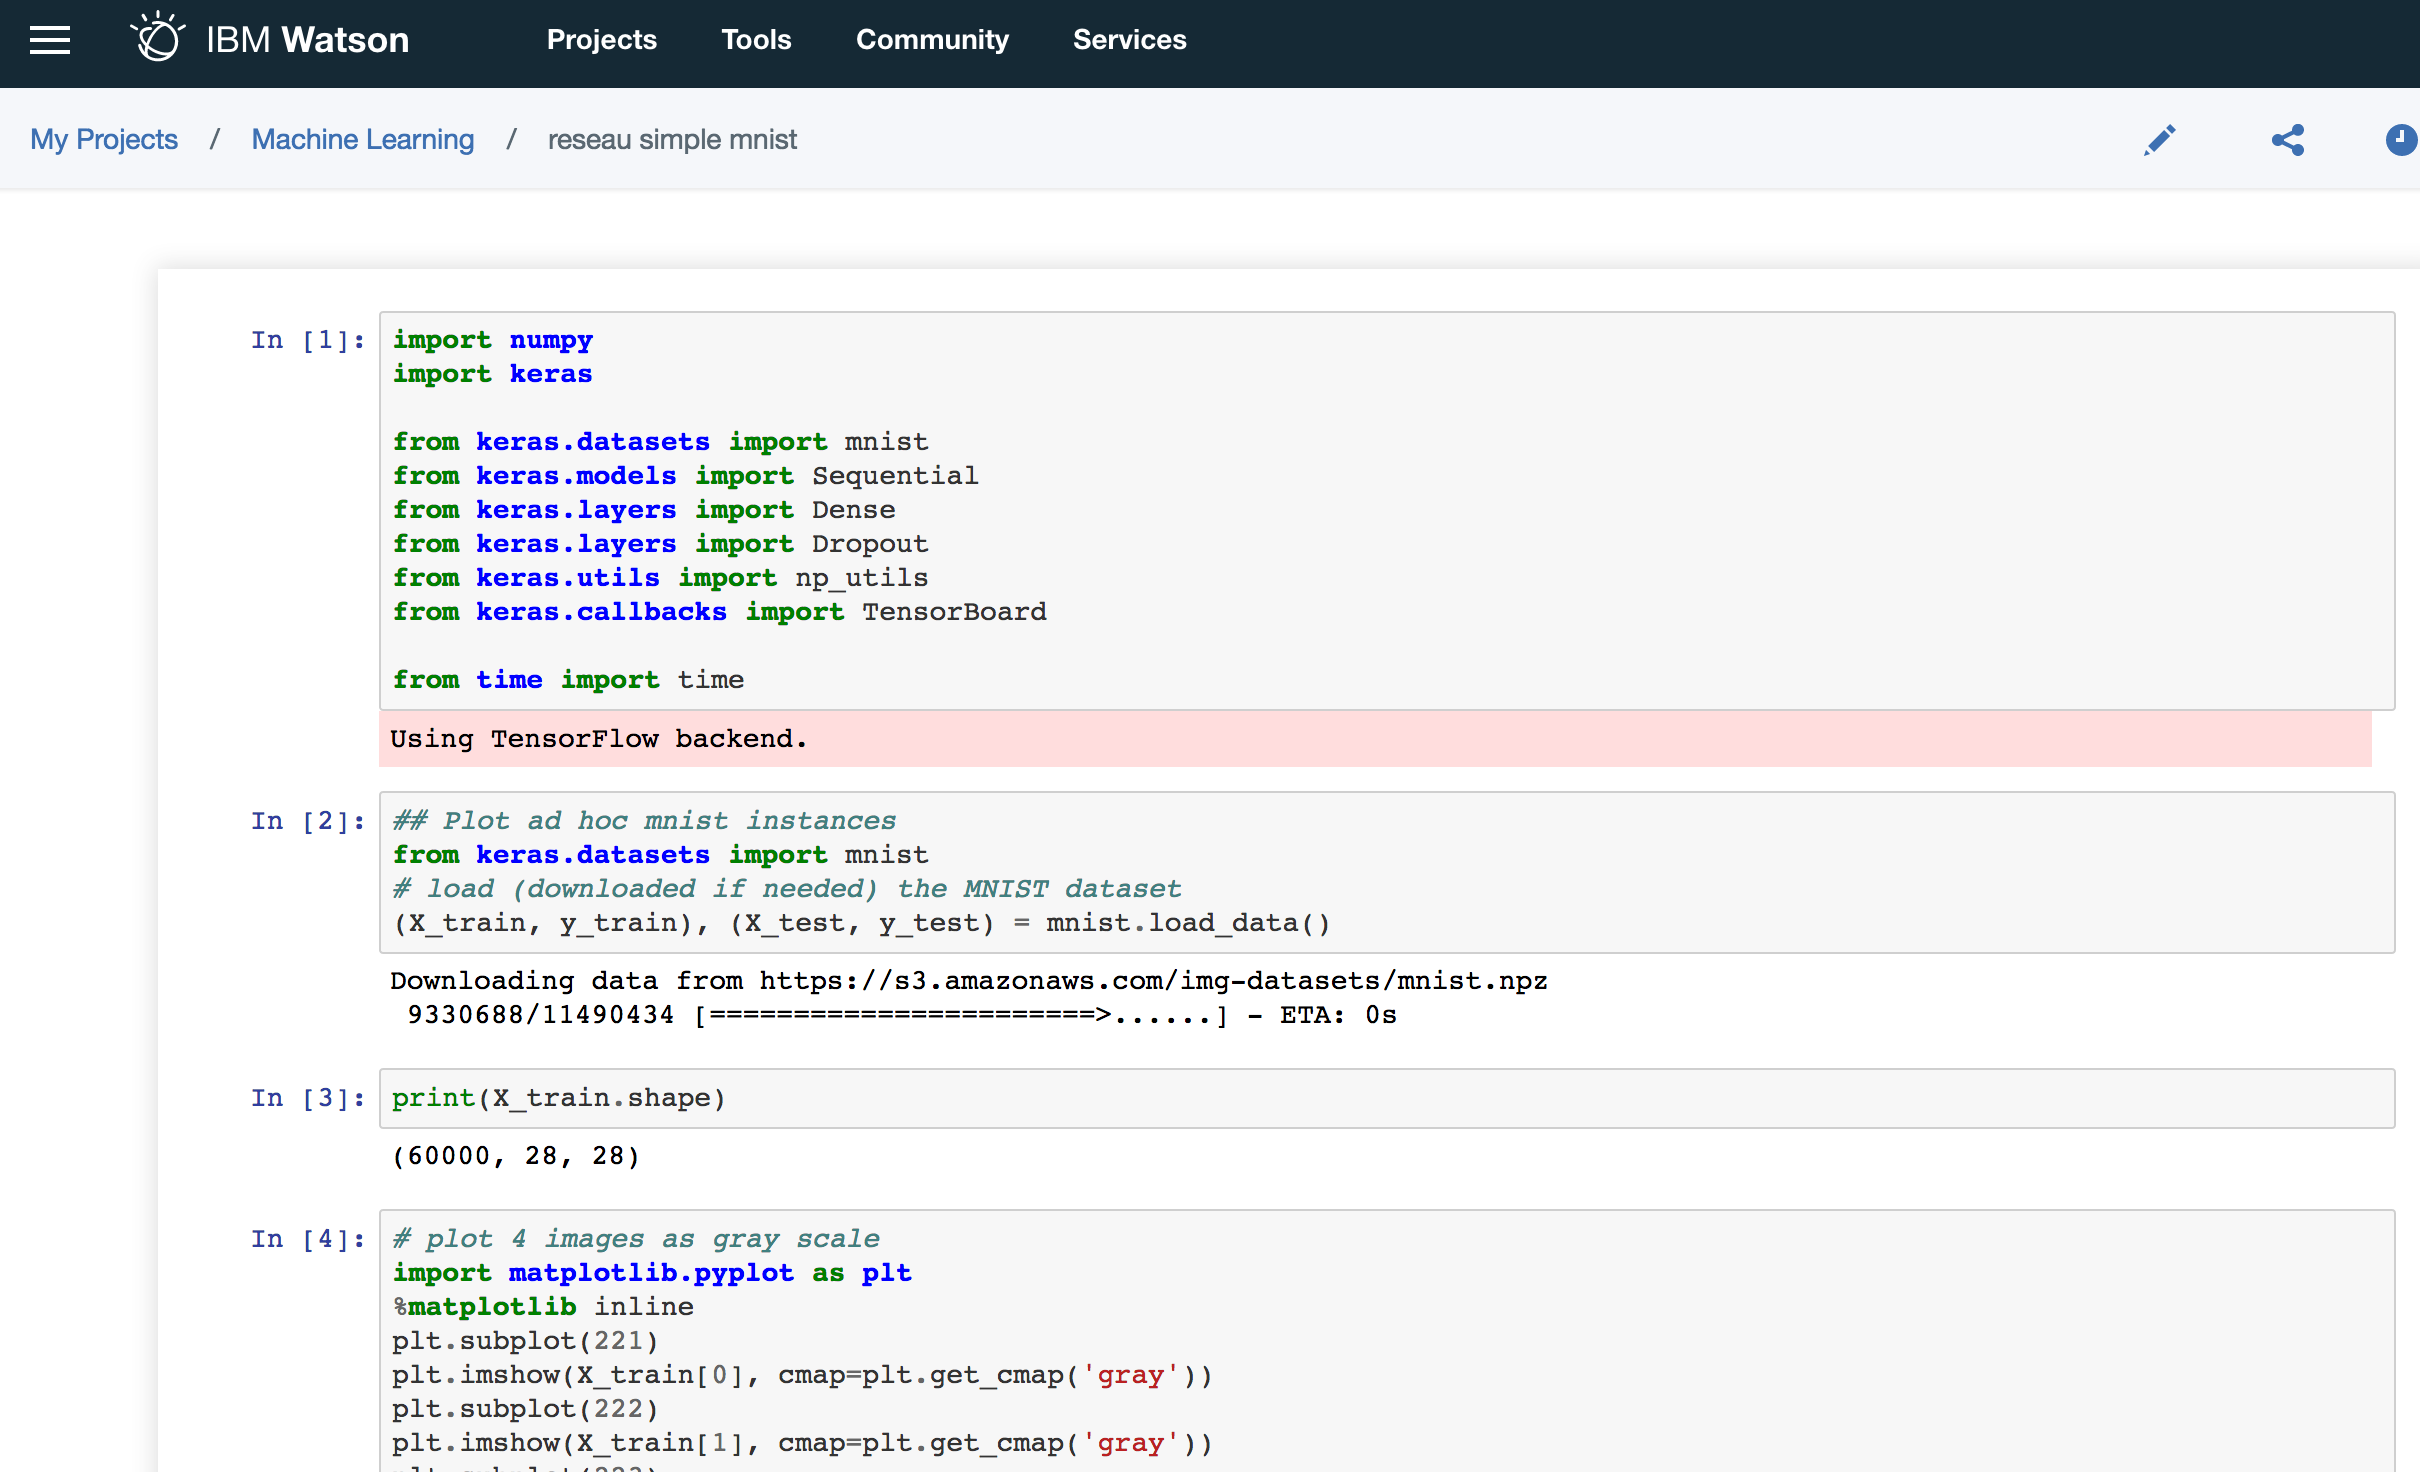 IBM Watson Projects Tools Community Services
My Projects / Machine Learning / reseau simple mnist
In [1]: import numpy
import keras
from keras.datasets import mnist
from keras.models import Sequential
from keras.layers import Dense
from keras.layers import Dropout
from keras.utils import np_utils
from keras.callbacks import TensorBoard
from time import time
Using TensorFlow backend.
In [2]: ## Plot ad hoc mnist instances
from keras.datasets import mnist
# load (downloaded if needed) the MNIST dataset
(X_train, y_train), (X_test, y_test) = mnist.load_data()
Downloading data from https://s3.amazonaws.com/img-datasets/mnist.npz
9330688/11490434 [=======================>......] - ETA: 0s
In [3]: print(X_train.shape)
(60000, 28, 28)
In [4]: # plot 4 images as gray scale
import matplotlib.pyplot as plt
%matplotlib inline
plt.subplot(221)
plt.imshow(X_train[0], cmap=plt.get_cmap('gray'))
plt.subplot(222)
plt.imshow(X_train[1], cmap=plt.get_cmap('gray'))